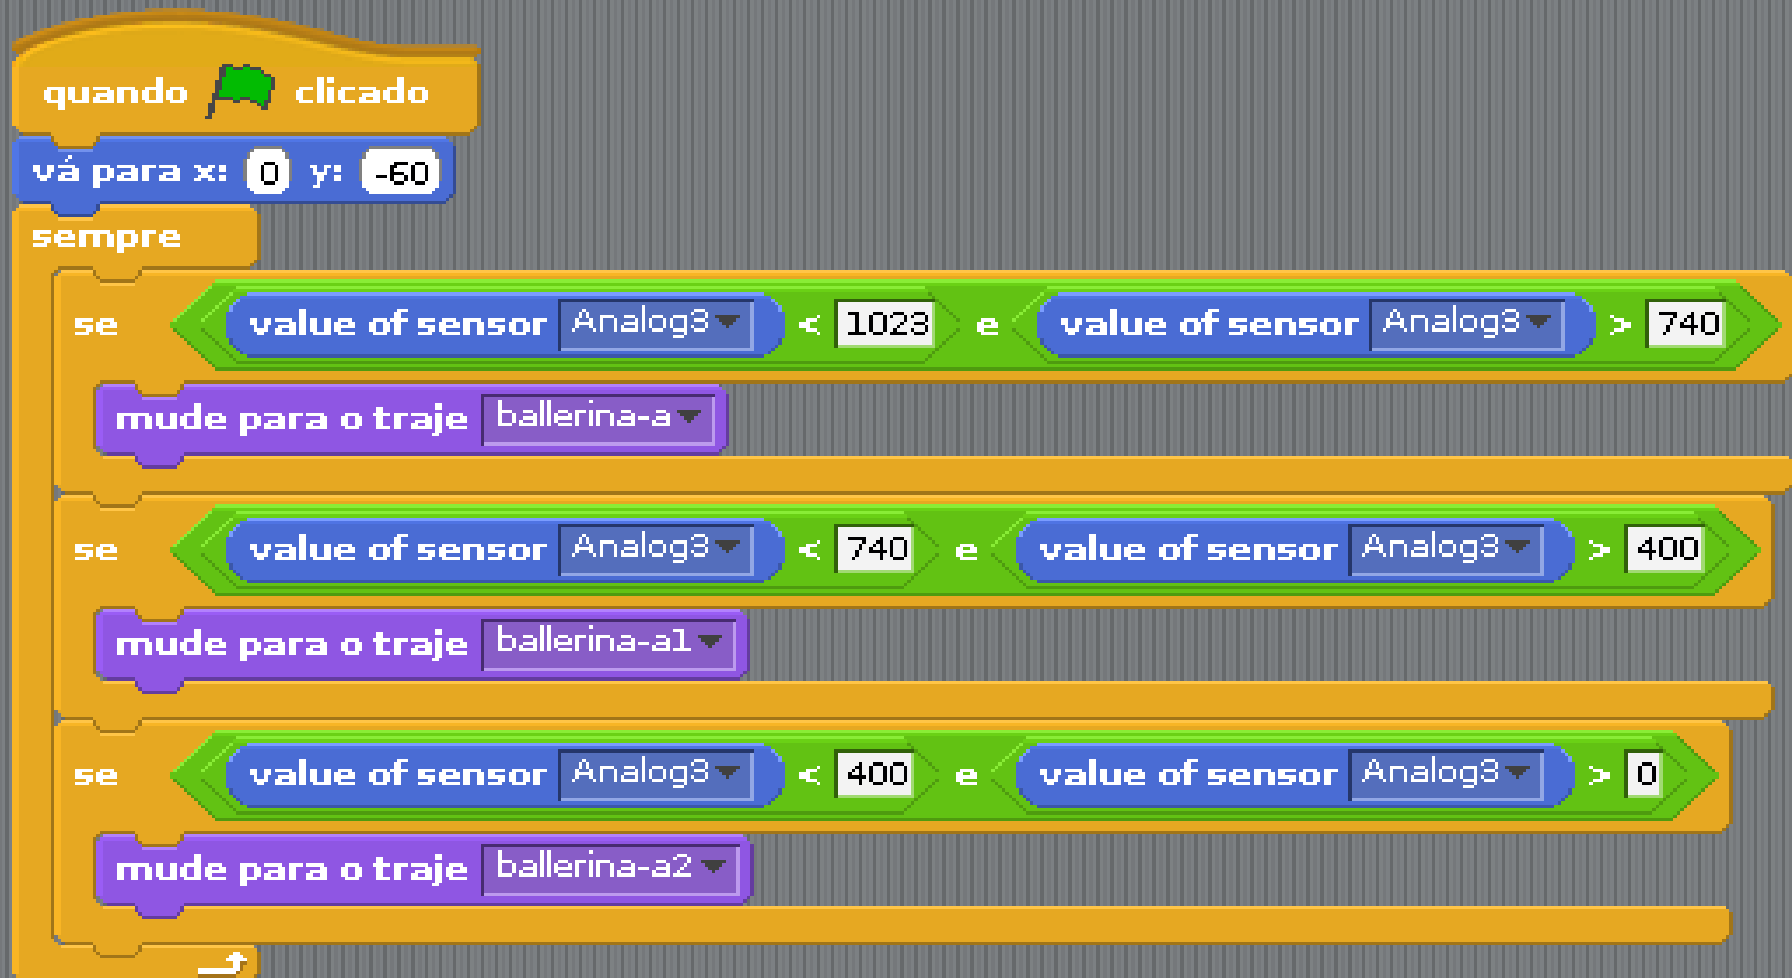 quando clicado
vá para x: 0 y: -60
sempre
se value of sensor Analog3 < 1023 e value of sensor Analog3 > 740
mude para o traje ballerina-a
se value of sensor Analog3 < 740 e value of sensor Analog3 > 400
mude para o traje ballerina-a1
se value of sensor Analog3 < 400 e value of sensor Analog3 > 0
mude para o traje ballerina-a2